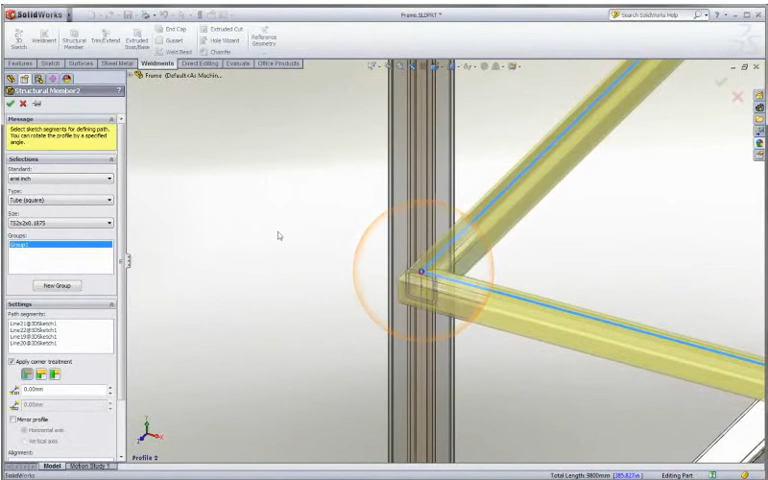 SolidWorks
Frame.SLDPRT *
Search SolidWorks Help
3D Sketch
Weldment
Structural Member
Trim/Extend
Extruded Boss/Base
End Cap
Gusset
Weld Bead
Extruded Cut
Hole Wizard
Chamfer
Reference Geometry
Features
Sketch
Surfaces
Sheet Metal
Weldments
Direct Editing
Evaluate
Office Products
Frame (Default<As Machin...
Structural Member2
?
Message
Select sketch segments for defining path. You can rotate the profile by a specified angle.
Selections
Standard:
ansi inch
Type:
Tube (square)
Size:
TS2x2x0.1875
Groups:
Group1
New Group
Settings
Path segments:
Line21@3DSketch1
Line22@3DSketch1
Line19@3DSketch1
Line20@3DSketch1
Apply corner treatment
0.00mm
0.00mm
Mirror profile
Horizontal axis
Vertical axis
Alignment:
Profile 2
Model
Motion Study 1
SolidWorks
Total Length:9800mm [385.827in]
Editing Part